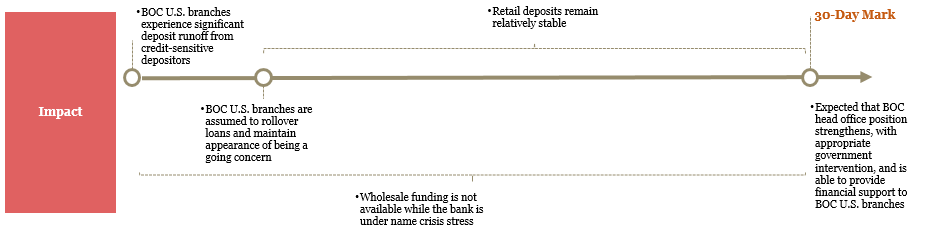 Impact
•BOC U.S. branches
experience significant
deposit runoff from
credit-sensitive
depositors
•Retail deposits remain
relatively stable
30-Day Mark
•BOC U.S. branches are
assumed to rollover
loans and maintain
appearance of being a
going concern
•Wholesale funding is not
available while the bank is
under name crisis stress
•Expected that BOC
head office position
strengthens, with
appropriate
government
intervention, and is
able to provide
financial support to
BOC U.S. branches